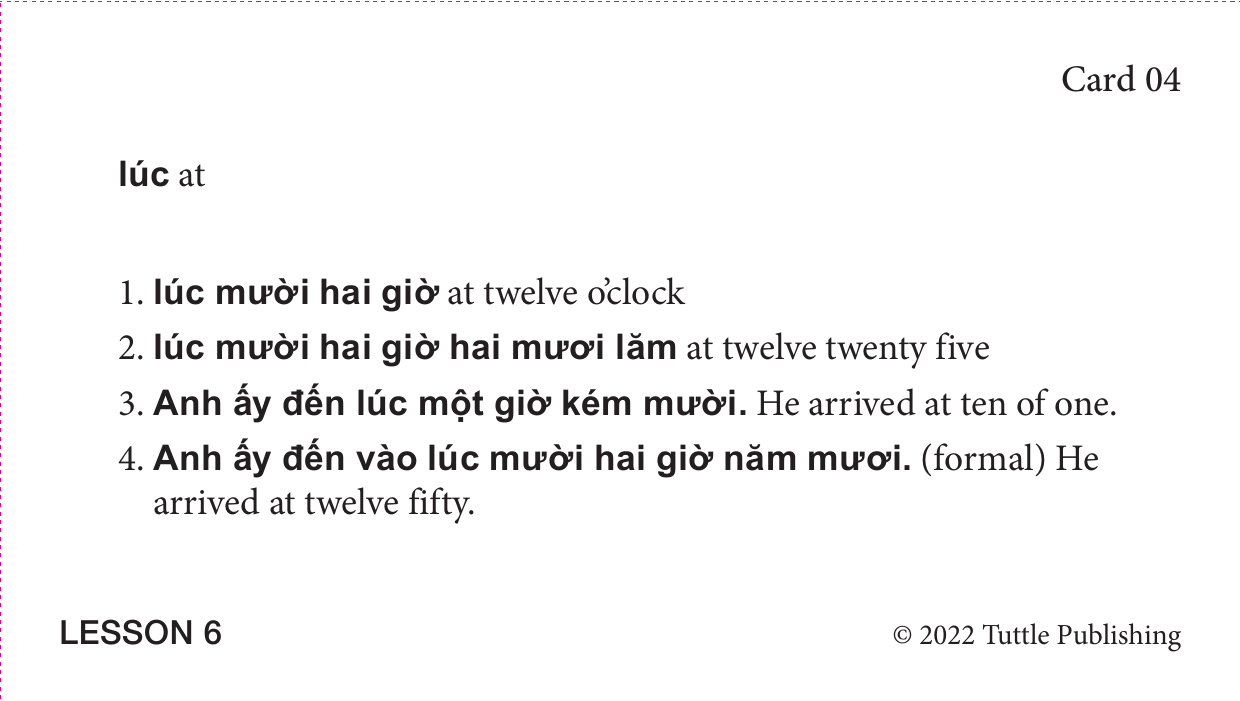 Card 04
lúc at
1. lúc mười hai giờ at twelve o’clock
2. lúc mười hai giờ hai mươi lăm at twelve twenty five
3. Anh ấy đến lúc một giờ kém mười. He arrived at ten of one.
4. Anh ấy đến vào lúc mười hai giờ năm mươi. (formal) He
arrived at twelve fifty.
LESSON 6
© 2022 Tuttle Publishing